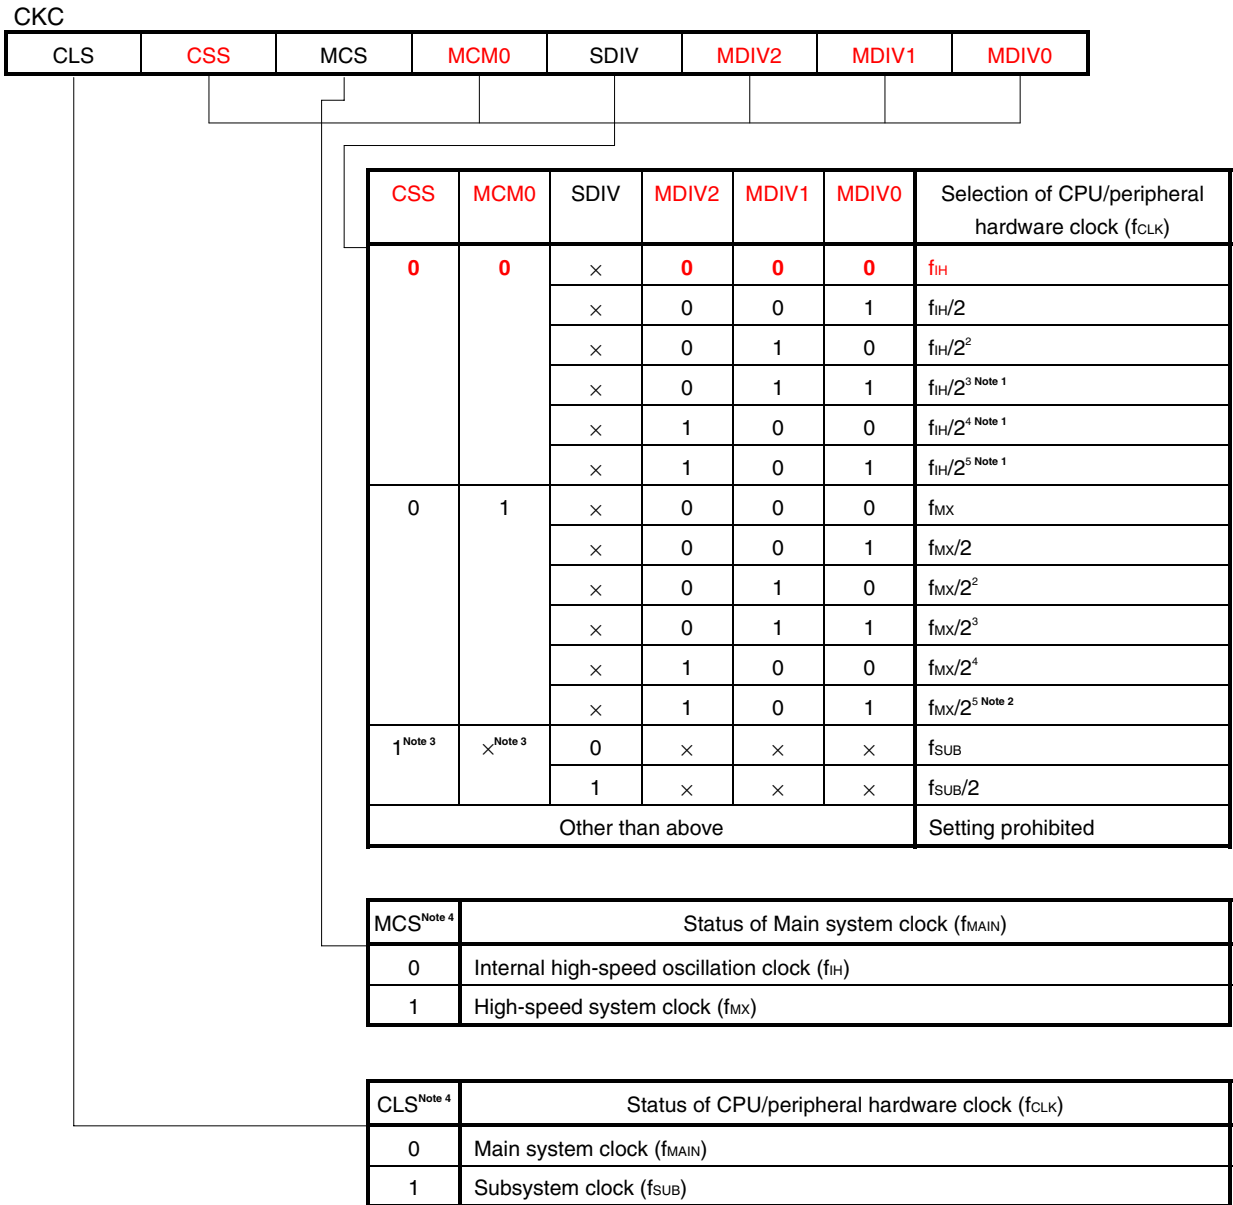 CKC
CLS CSS MCS MCM0 SDIV MDIV2 MDIV1 MDIV0
CSS MCM0 SDIV MDIV2 MDIV1 MDIV0 Selection of CPU/peripheral
hardware clock (fCLK)
0 0 × 0 0 0 fIH
× 0 0 1 fIH/2
× 0 1 0 fIH/2²
× 0 1 1 fIH/2³ Note 1
× 1 0 0 fIH/2⁴ Note 1
× 1 0 1 fIH/2⁵ Note 1
0 1 × 0 0 0 fMX
× 0 0 1 fMX/2
× 0 1 0 fMX/2²
× 0 1 1 fMX/2³
× 1 0 0 fMX/2⁴
× 1 0 1 fMX/2⁵ Note 2
1 Note 3 × Note 3 0 × × × fSUB
1 × × × fSUB/2
Other than above Setting prohibited
MCS Note 4 Status of Main system clock (fMAIN)
0 Internal high-speed oscillation clock (fIH)
1 High-speed system clock (fMX)
CLS Note 4 Status of CPU/peripheral hardware clock (fCLK)
0 Main system clock (fMAIN)
1 Subsystem clock (fSUB)